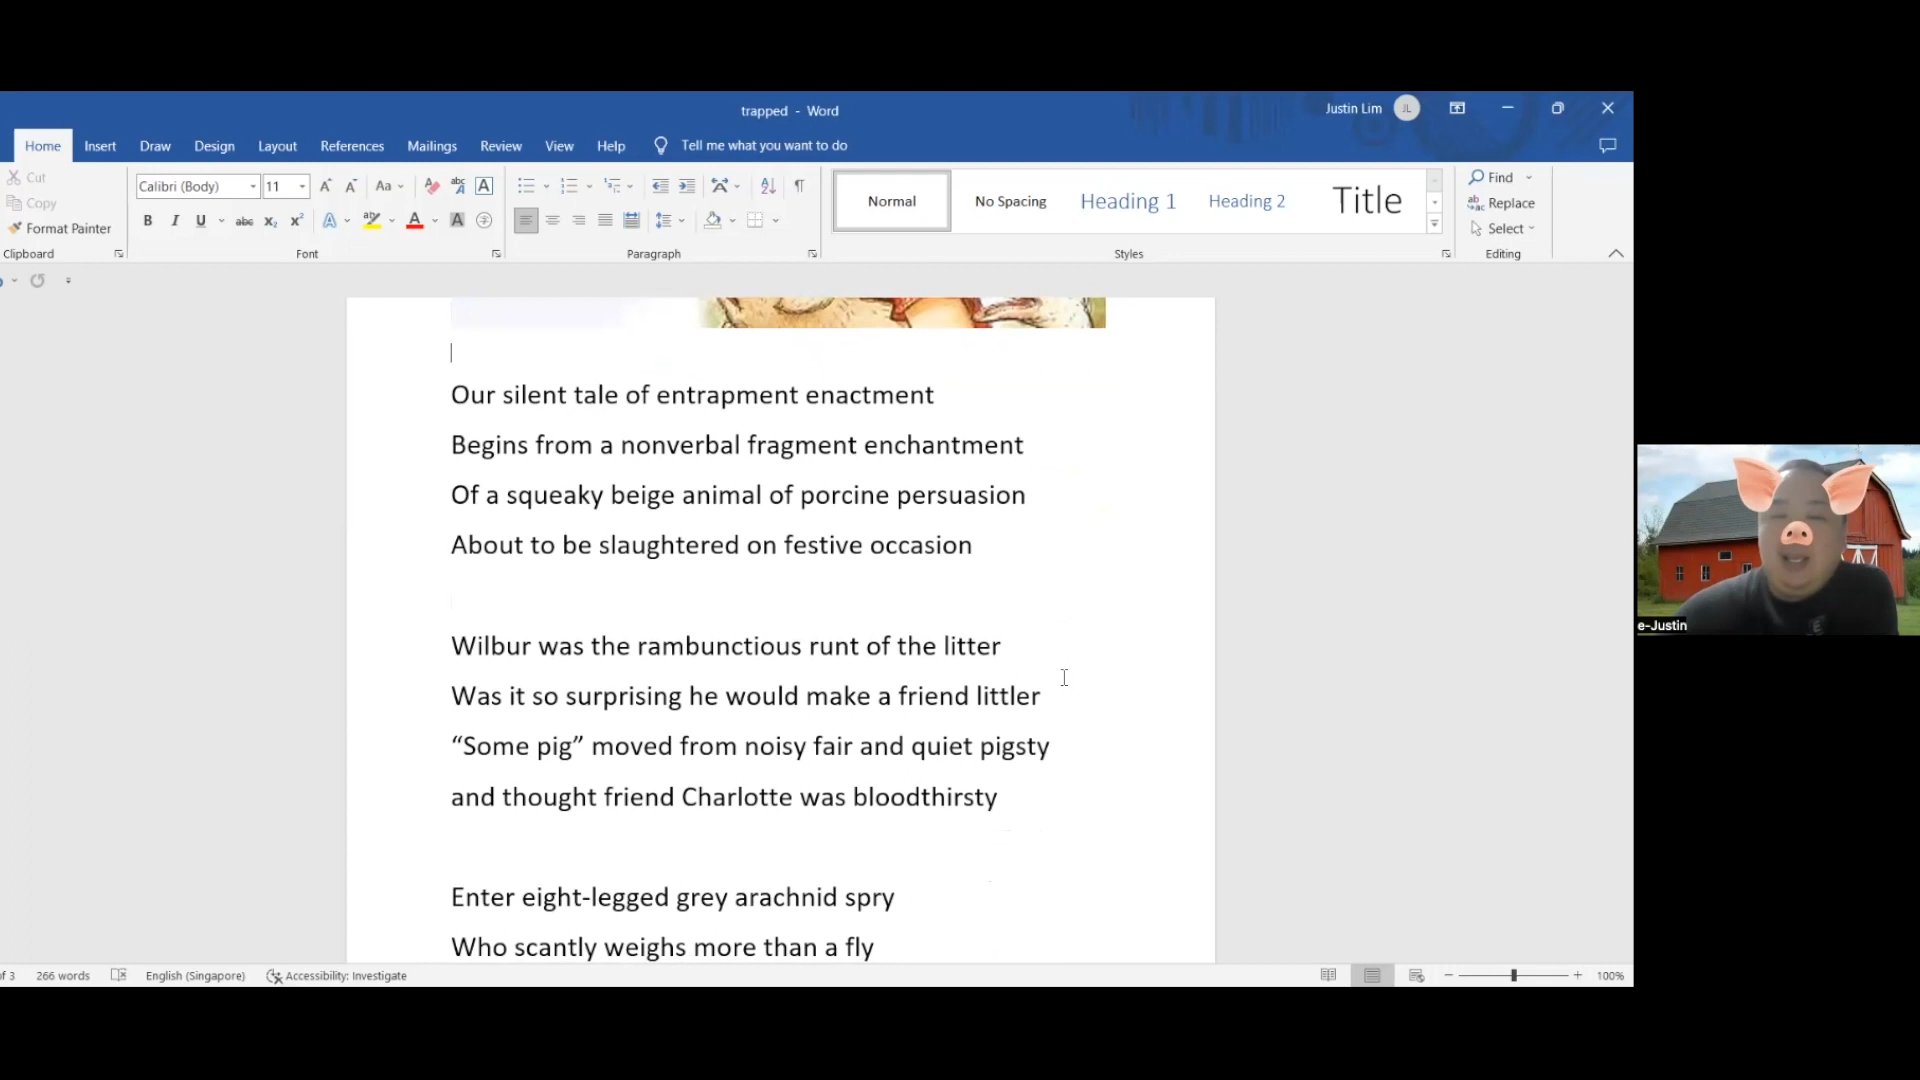 trapped - Word
Justin Lim
JL
Home
Insert
Draw
Design
Layout
References
Mailings
Review
View
Help
Tell me what you want to do
Cut
Copy
Format Painter
Clipboard
Calibri (Body)
11
Font
Paragraph
Normal
No Spacing
Heading 1
Heading 2
Title
Styles
Find
Replace
Select
Editing
Our silent tale of entrapment enactment
Begins from a nonverbal fragment enchantment
Of a squeaky beige animal of porcine persuasion
About to be slaughtered on festive occasion
Wilbur was the rambunctious runt of the litter
Was it so surprising he would make a friend littler
“Some pig” moved from noisy fair and quiet pigsty
and thought friend Charlotte was bloodthirsty
Enter eight-legged grey arachnid spry
Who scantly weighs more than a fly
e-Justin
of 3
266 words
English (Singapore)
Accessibility: Investigate
100%